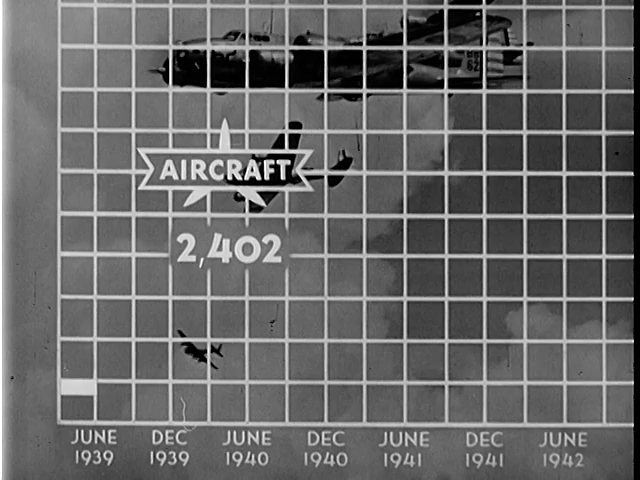 AIRCRAFT
2,402
JUNE 1939
DEC 1939
JUNE 1940
DEC 1940
JUNE 1941
DEC 1941
JUNE 1942